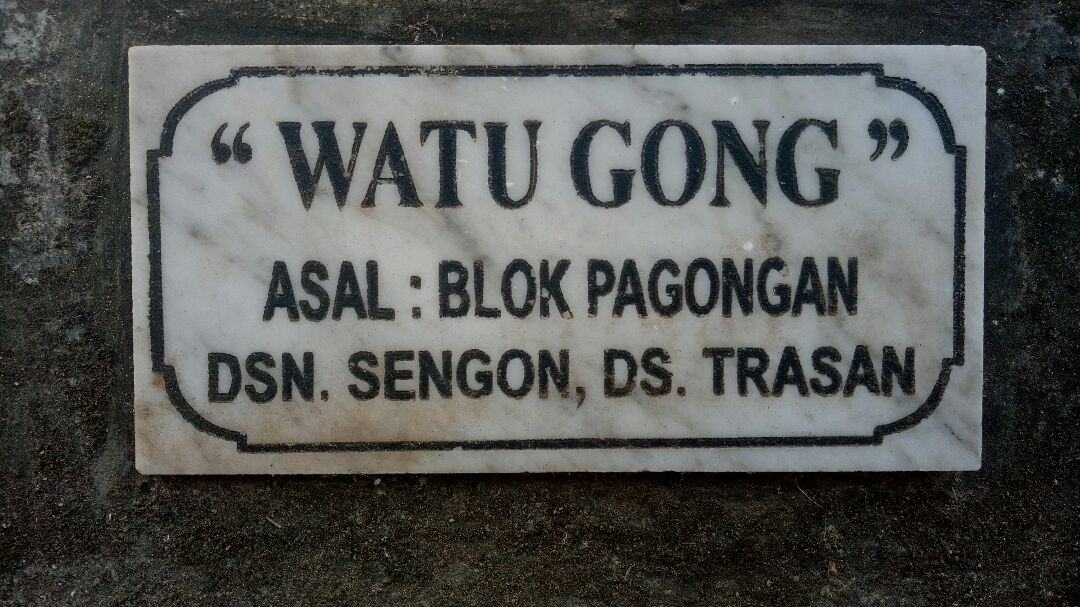 “ WATU GONG ”
ASAL : BLOK PAGONGAN
DSN. SENGON, DS. TRASAN